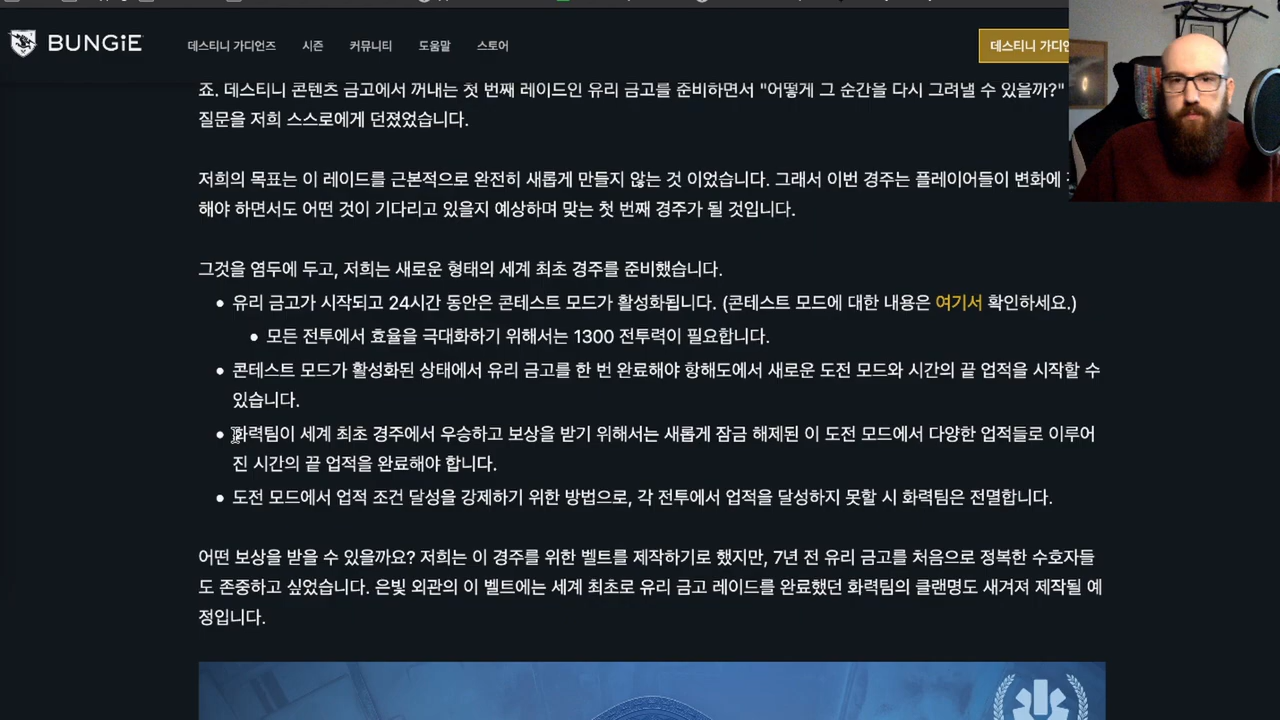 BUNGiE
데스티니 가디언즈 시즌 커뮤니티 도움말 스토어
데스티니
죠. 데스티니 콘텐츠 금고에서 꺼내는 첫 번째 레이드인 유리 금고를 준비하면서 "어떻게 그 순간을 다시 그려낼 수 있을까?"
질문을 저희 스스로에게 던졌었습니다.
저희의 목표는 이 레이드를 근본적으로 완전히 새롭게 만들지 않는 것 이었습니다. 그래서 이번 경주는 플레이어들이 변화에
해야 하면서도 어떤 것이 기다리고 있을지 예상하며 맞는 첫 번째 경주가 될 것입니다.
그것을 염두에 두고, 저희는 새로운 형태의 세계 최초 경주를 준비했습니다.
• 유리 금고가 시작되고 24시간 동안은 콘테스트 모드가 활성화됩니다. (콘테스트 모드에 대한 내용은 여기서 확인하세요.)
• 모든 전투에서 효율을 극대화하기 위해서는 1300 전투력이 필요합니다.
• 콘테스트 모드가 활성화된 상태에서 유리 금고를 한 번 완료해야 항해도에서 새로운 도전 모드와 시간의 끝 업적을 시작할 수
있습니다.
• 화력팀이 세계 최초 경주에서 우승하고 보상을 받기 위해서는 새롭게 잠금 해제된 이 도전 모드에서 다양한 업적들로 이루어
진 시간의 끝 업적을 완료해야 합니다.
• 도전 모드에서 업적 조건 달성을 강제하기 위한 방법으로, 각 전투에서 업적을 달성하지 못할 시 화력팀은 전멸합니다.
어떤 보상을 받을 수 있을까요? 저희는 이 경주를 위한 벨트를 제작하기로 했지만, 7년 전 유리 금고를 처음으로 정복한 수호자들
도 존중하고 싶었습니다. 은빛 외관의 이 벨트에는 세계 최초로 유리 금고 레이드를 완료했던 화력팀의 클랜명도 새겨져 제작될 예
정입니다.